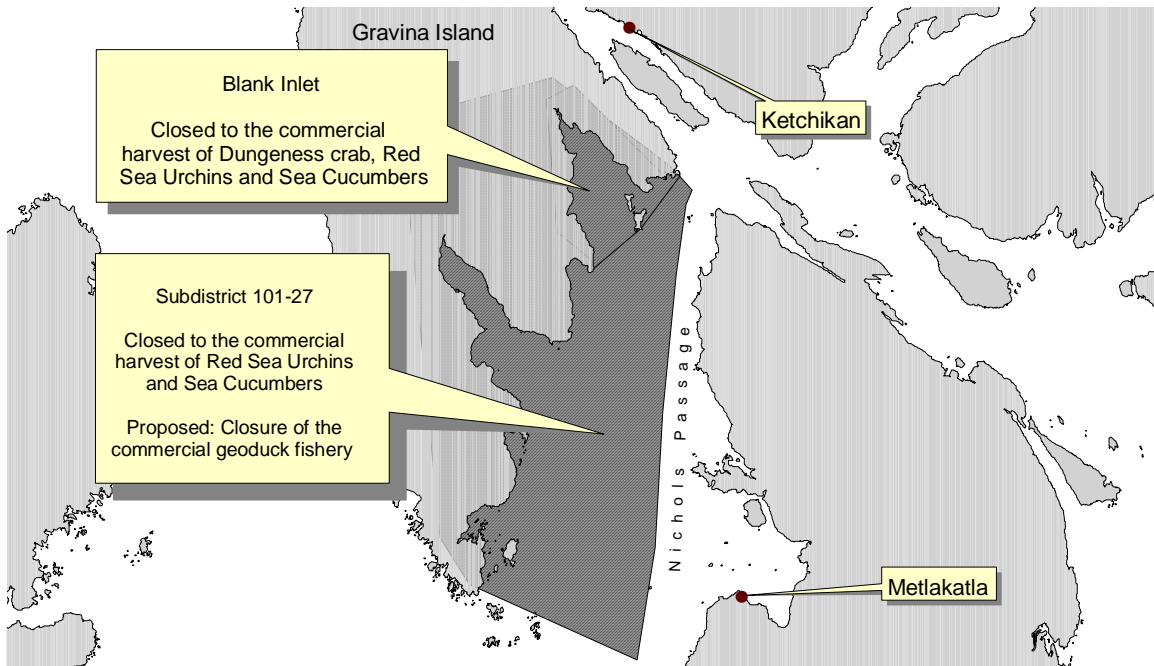 Gravina Island
Blank Inlet
Closed to the commercial
harvest of Dungeness crab, Red
Sea Urchins and Sea Cucumbers
Ketchikan
Subdistrict 101-27
Closed to the commercial
harvest of Red Sea Urchins
and Sea Cucumbers
Proposed: Closure of the
commercial geoduck fishery
Nichols Passage
Metlakatla